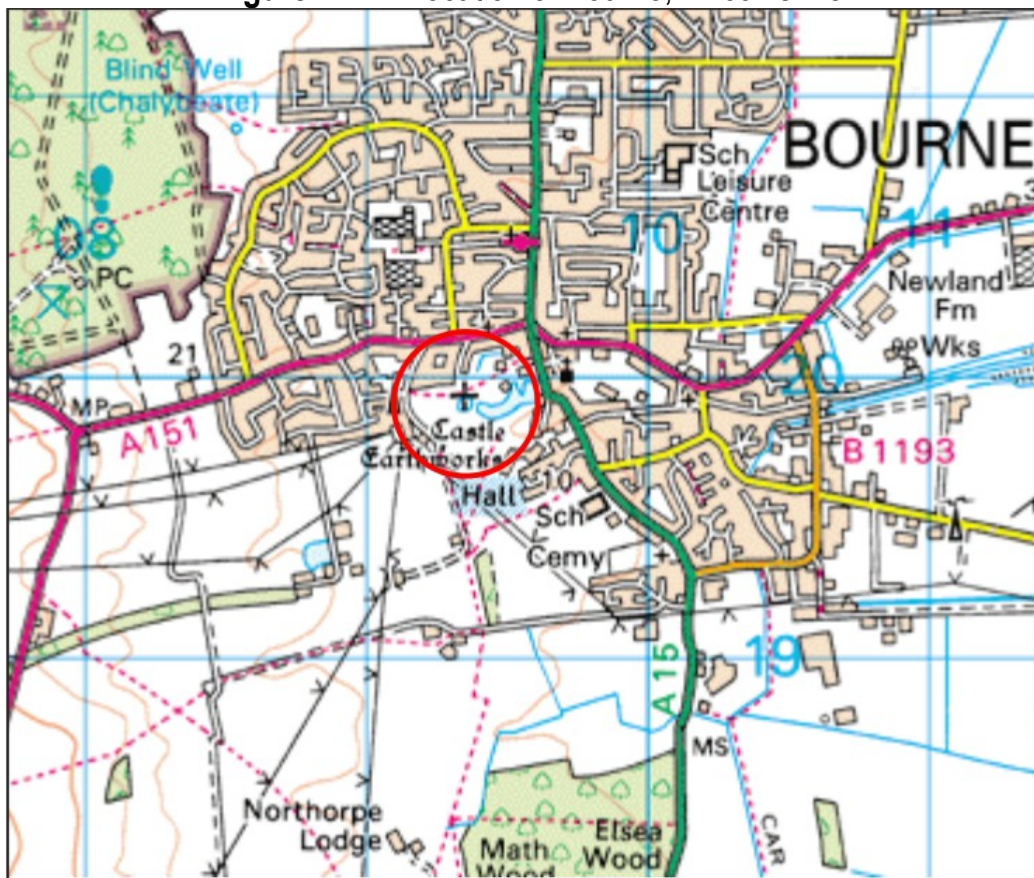 Blind Well
(Chalybeate)
BOURNE
Sch
Leisure
Centre
10
11
Newland
Fm
PC
Wks
21
20
MP
A151
Castle
Earthworks
B 1193
10
Hall
Sch
Cemy
19
A 15
MS
Northorpe
Lodge
CAR
Elsea
Wood
Math
Wood